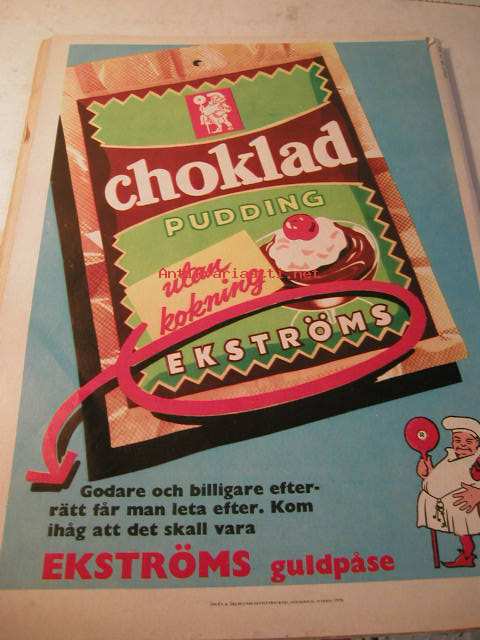 choklad
PUDDING
utan
kokning
Antikvariaatti.net
EKSTRÖMS
Godare och billigare efter-
rätt får man leta efter. Kom
ihåg att det skall vara
EKSTRÖMS guldpåse